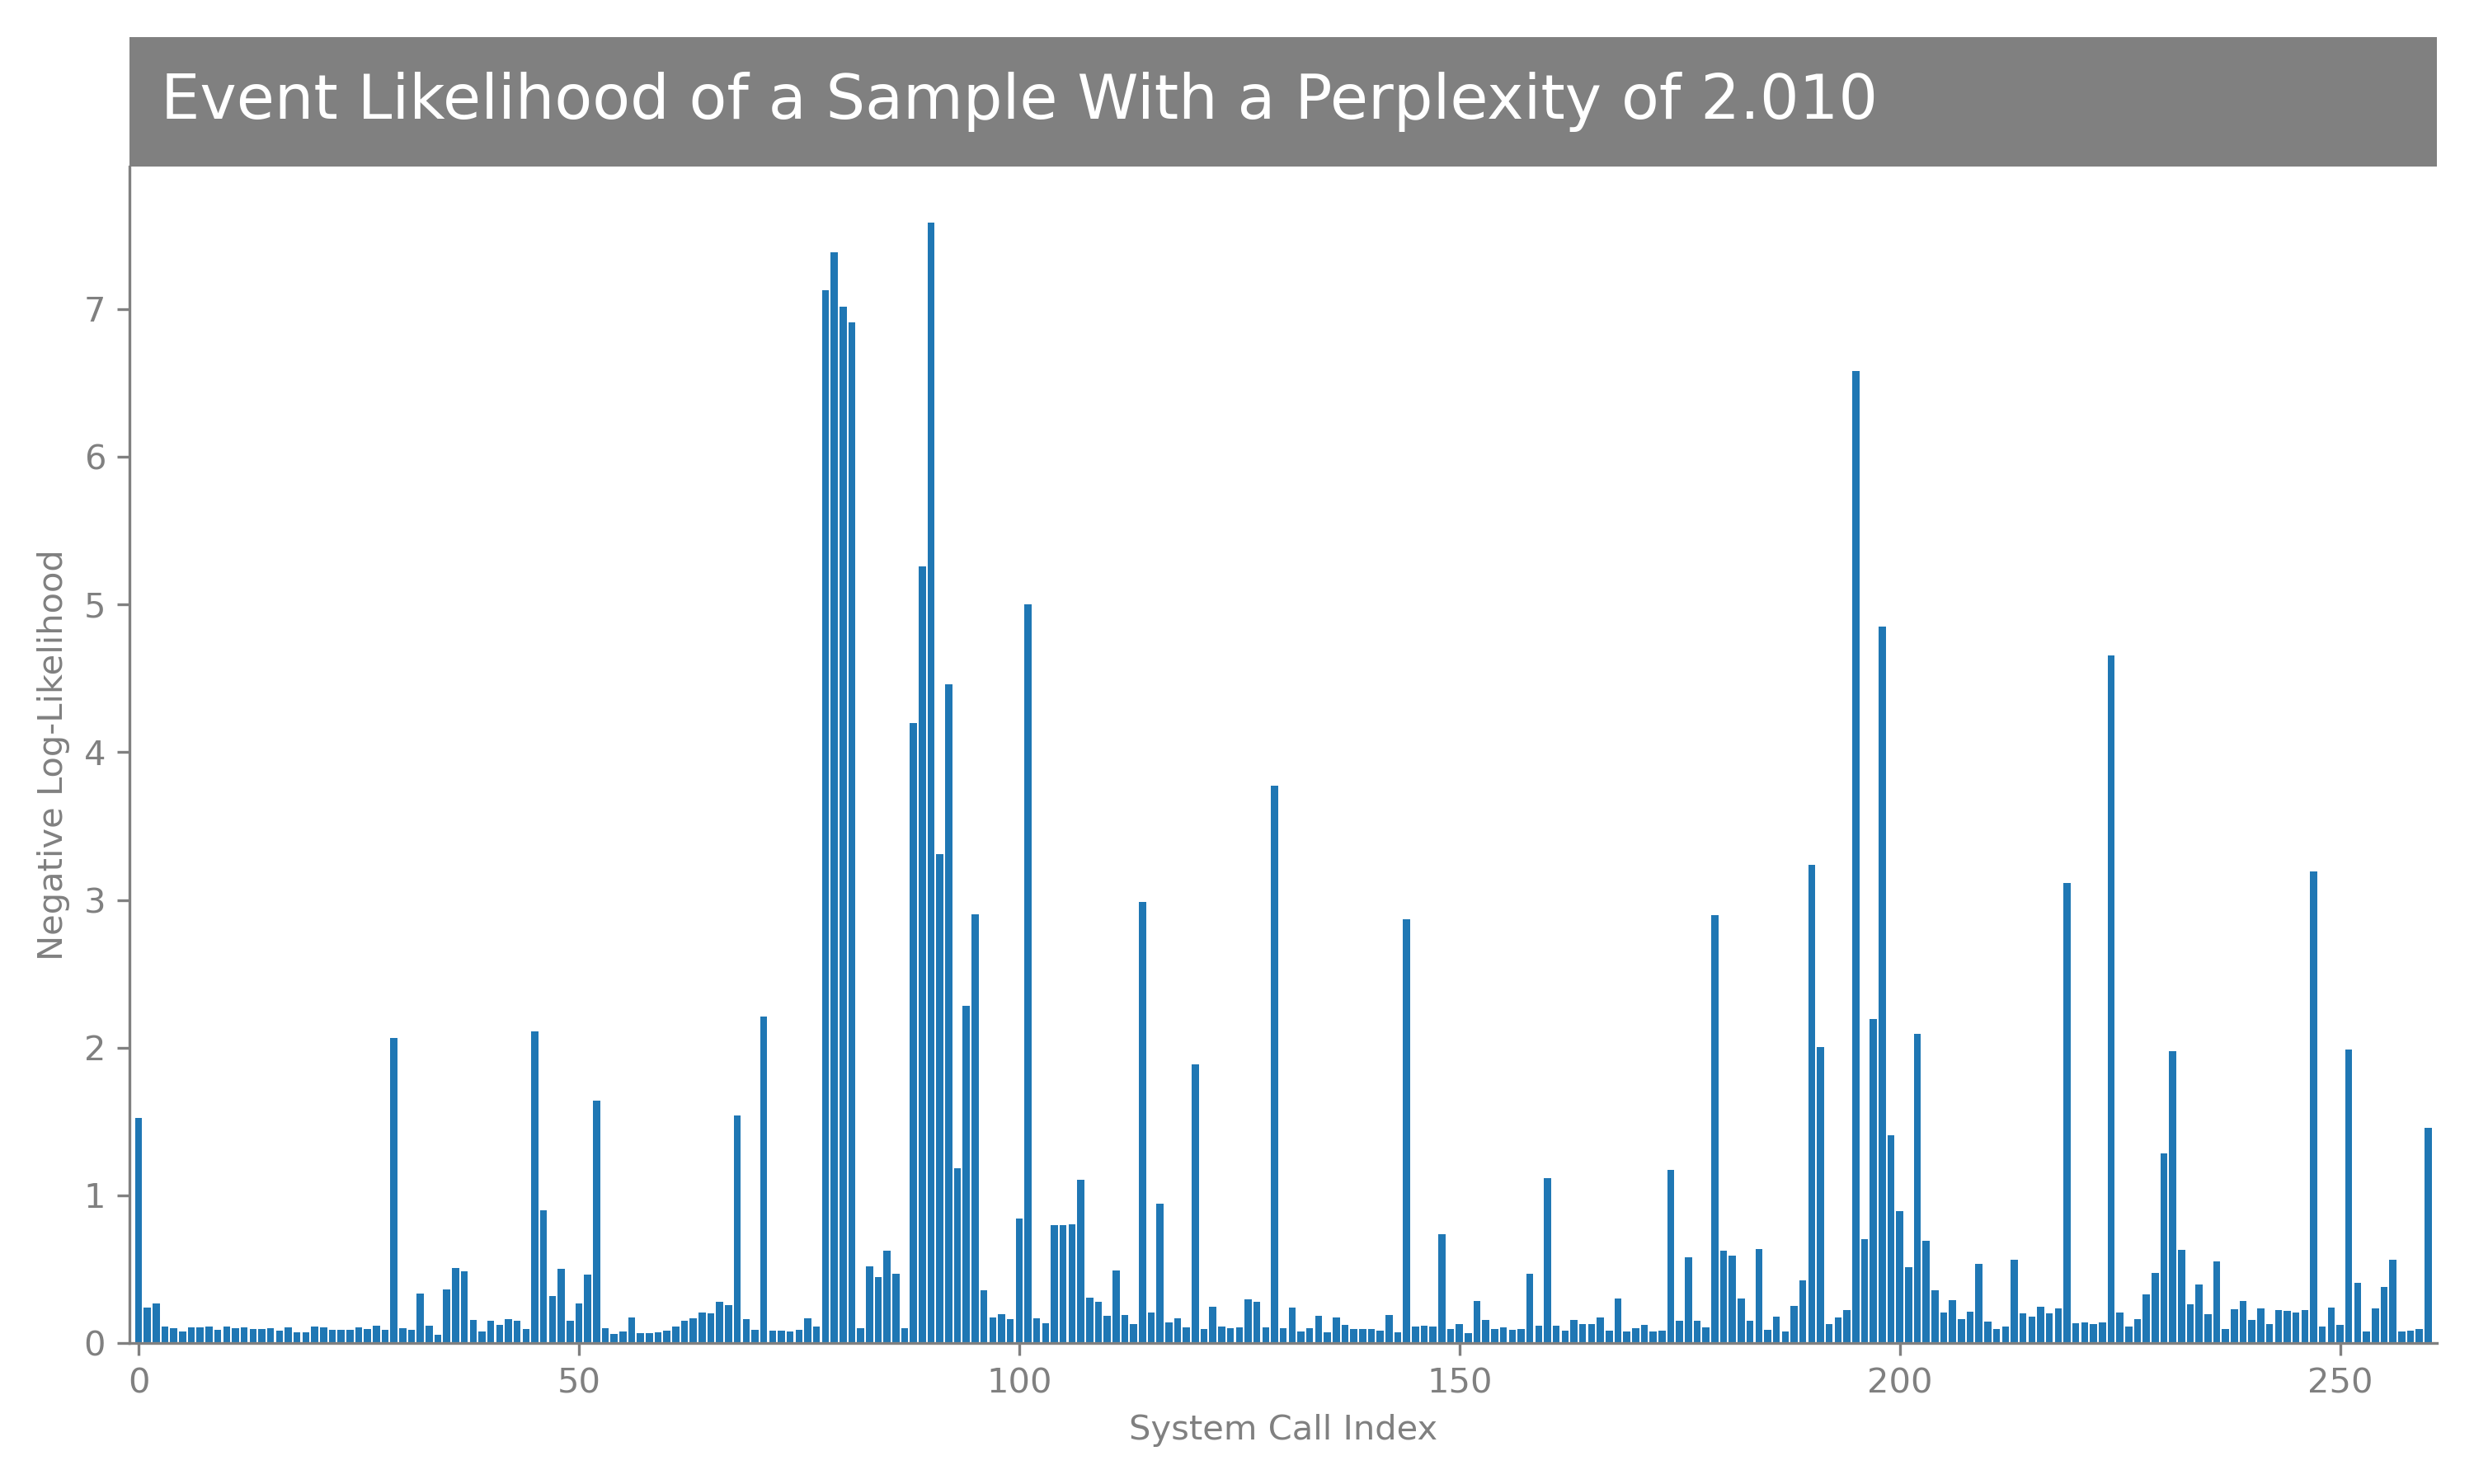 Event Likelihood of a Sample With a Perplexity of 2.010
Negative Log-Likelihood
7
6
5
4
3
2
1
0
0 50 100 150 200 250
System Call Index